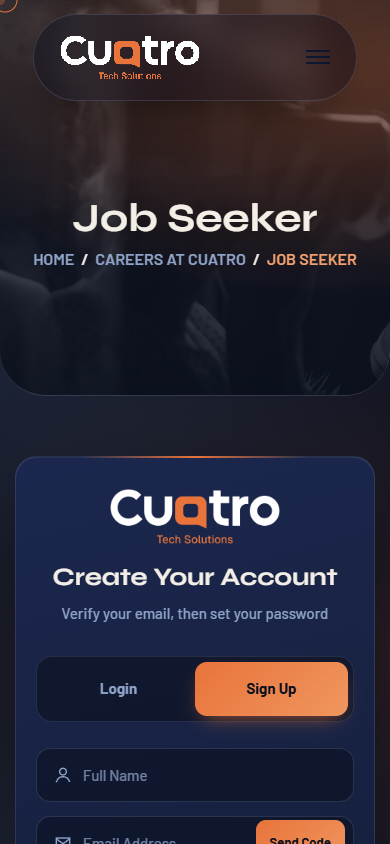 Cuatro
Tech Solutions
Job Seeker
HOME / CAREERS AT CUATRO / JOB SEEKER
Cuatro
Tech Solutions
Create Your Account
Verify your email, then set your password
Login
Sign Up
Full Name
Email Address
Send Code